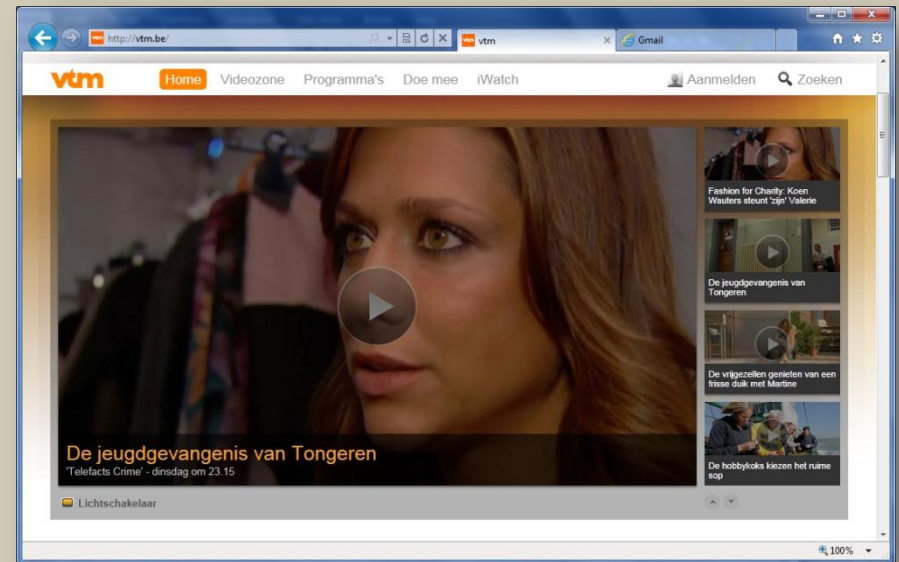 http://vtm.be/
vtm
Gmail
vtm
Home
Videozone
Programma's
Doe mee
iWatch
Aanmelden
Zoeken
De jeugdgevangenis van Tongeren
'Telefacts Crime' - dinsdag om 23.15
Lichtschakelaar
Fashion for Charity: Koen
Wauters steunt 'zijn' Valerie
De jeugdgevangenis van
Tongeren
De vrijgezellen genieten van een
frisse duik met Martine
De hobbykoks kiezen het ruime
sop
100%